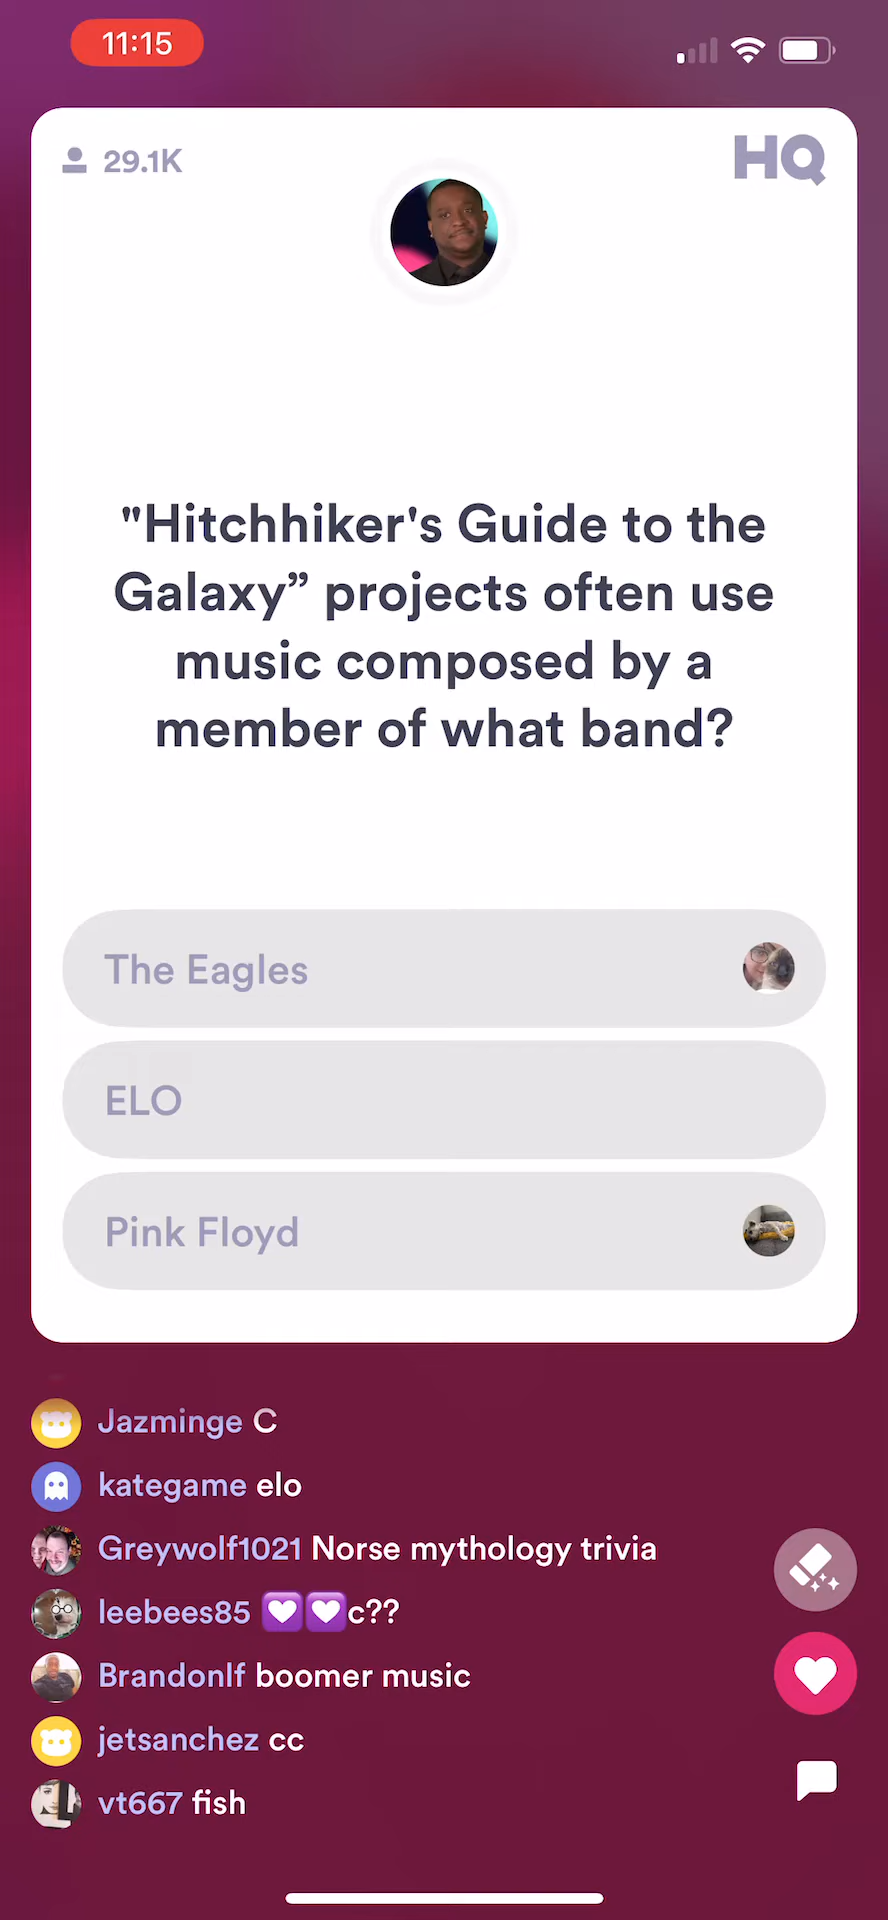 11:15
29.1K
HQ
"Hitchhiker's Guide to the
Galaxy” projects often use
music composed by a
member of what band?
The Eagles
ELO
Pink Floyd
Jazminge C
kategame elo
Greywolf1021 Norse mythology trivia
leebees85 💜💜c??
Brandonlf boomer music
jetsanchez cc
vt667 fish